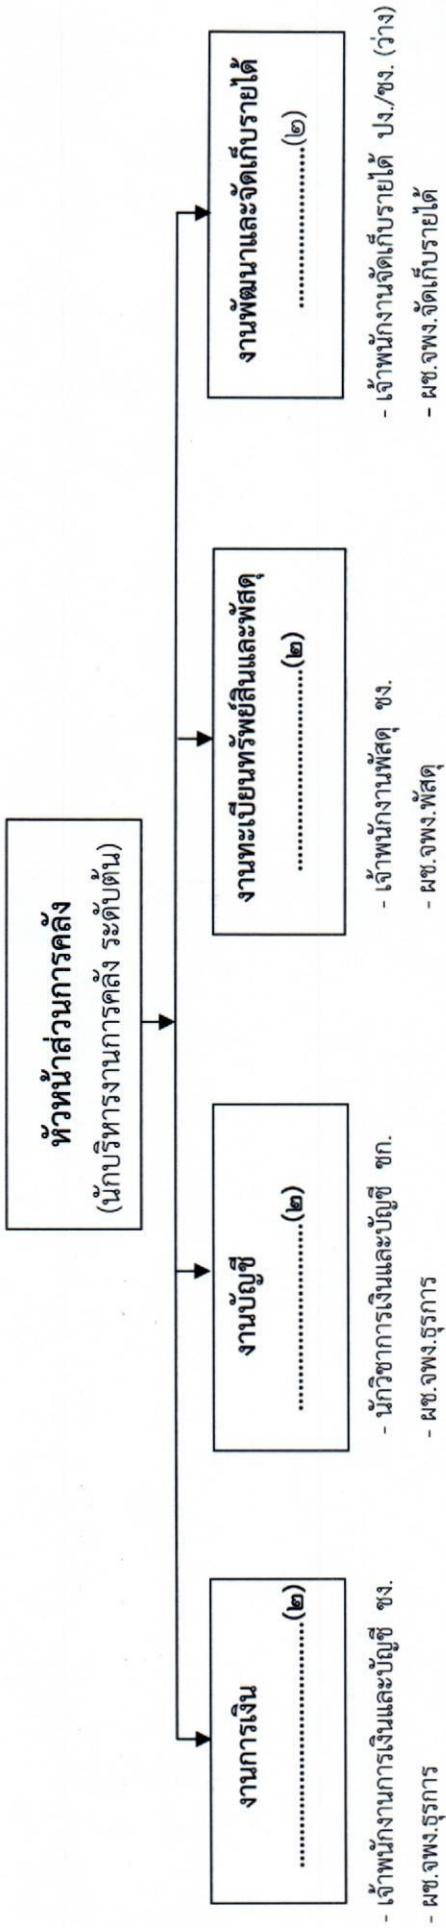 หัวหน้าส่วนการคลัง
(นักบริหารงานการคลัง ระดับต้น)
งานการเงิน
............................................(๒)
- เจ้าพนักงานการเงินและบัญชี ชง.
- ผช.จพง.ธุรการ
งานบัญชี
.................................(๒)
- นักวิชาการเงินและบัญชี ชก.
- ผช.จพง.ธุรการ
งานทะเบียนทรัพย์สินและพัสดุ
.................................(๒)
- เจ้าพนักงานพัสดุ ชง.
- ผช.จพง.พัสดุ
งานพัฒนาและจัดเก็บรายได้
..........................(๒)
- เจ้าพนักงานจัดเก็บรายได้ ปง./ชง. (ว่าง)
- ผช.จพง.จัดเก็บรายได้